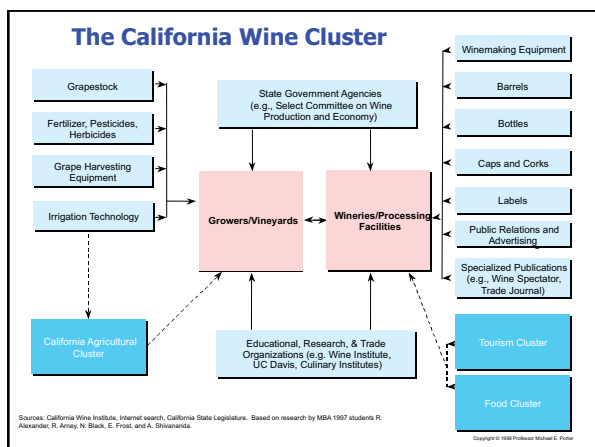 The California Wine Cluster
Grapestock
Fertilizer, Pesticides,
Herbicides
Grape Harvesting
Equipment
Irrigation Technology
State Government Agencies
(e.g., Select Committee on Wine
Production and Economy)
Growers/Vineyards
Wineries/Processing
Facilities
Winemaking Equipment
Barrels
Bottles
Caps and Corks
Labels
Public Relations and
Advertising
Specialized Publications
(e.g., Wine Spectator,
Trade Journal)
California Agricultural
Cluster
Educational, Research, & Trade
Organizations (e.g. Wine Institute,
UC Davis, Culinary Institutes)
Tourism Cluster
Food Cluster
Sources: California Wine Institute, Internet search, California State Legislature. Based on research by MBA 1997 students R.
Alexander, R. Arney, N. Black, E. Frost, and A. Shivananda.
Copyright © 1998 Professor Michael E. Porter